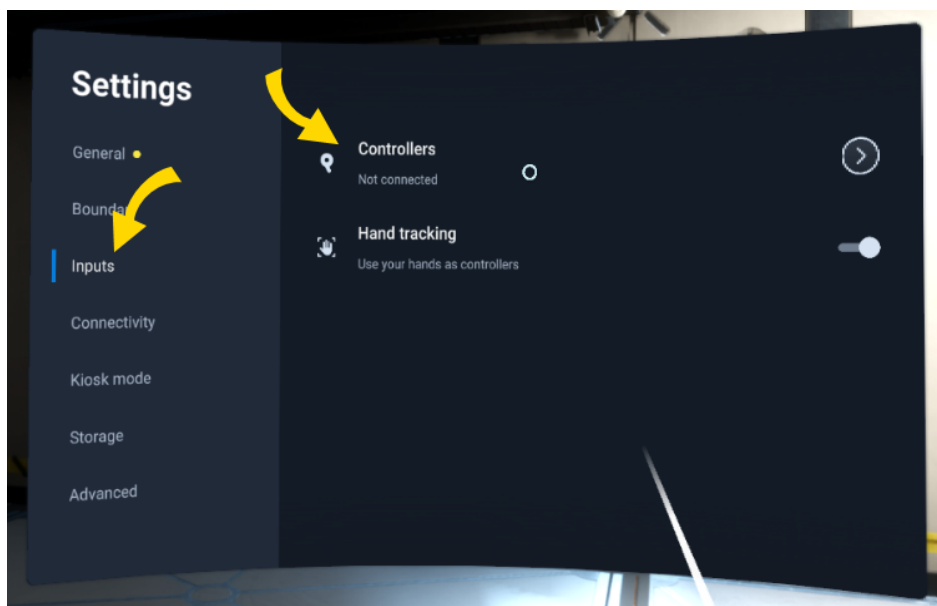 Settings
General
Inputs
Connectivity
Kiosk mode
Storage
Advanced
Controllers
Not connected
Hand tracking
Use your hands as controllers